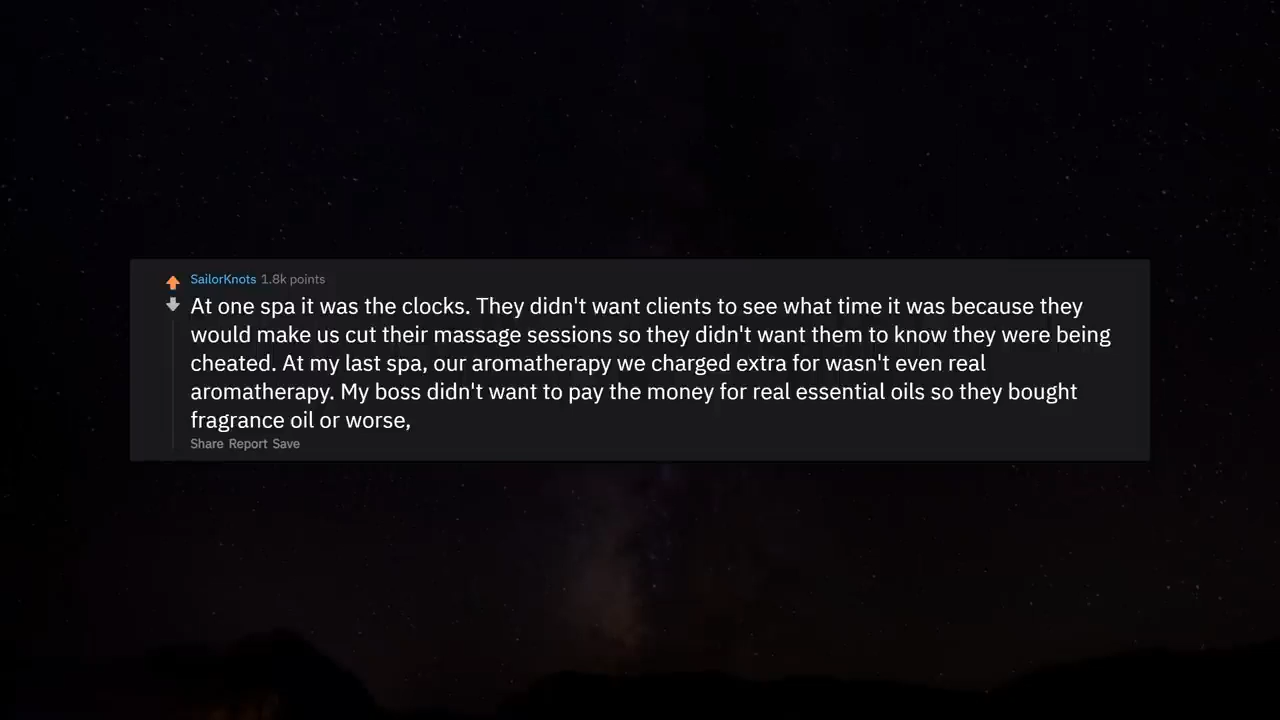 SailorKnots 1.8k points
At one spa it was the clocks. They didn't want clients to see what time it was because they
would make us cut their massage sessions so they didn't want them to know they were being
cheated. At my last spa, our aromatherapy we charged extra for wasn't even real
aromatherapy. My boss didn't want to pay the money for real essential oils so they bought
fragrance oil or worse,
Share Report Save